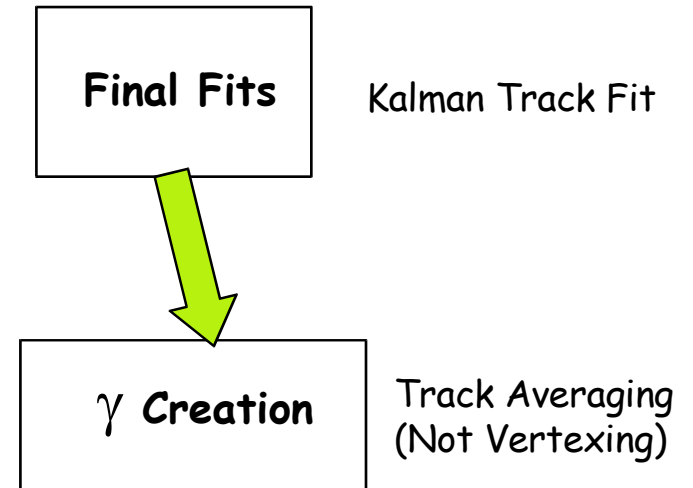 Final Fits
Kalman Track Fit
γ Creation
Track Averaging
(Not Vertexing)